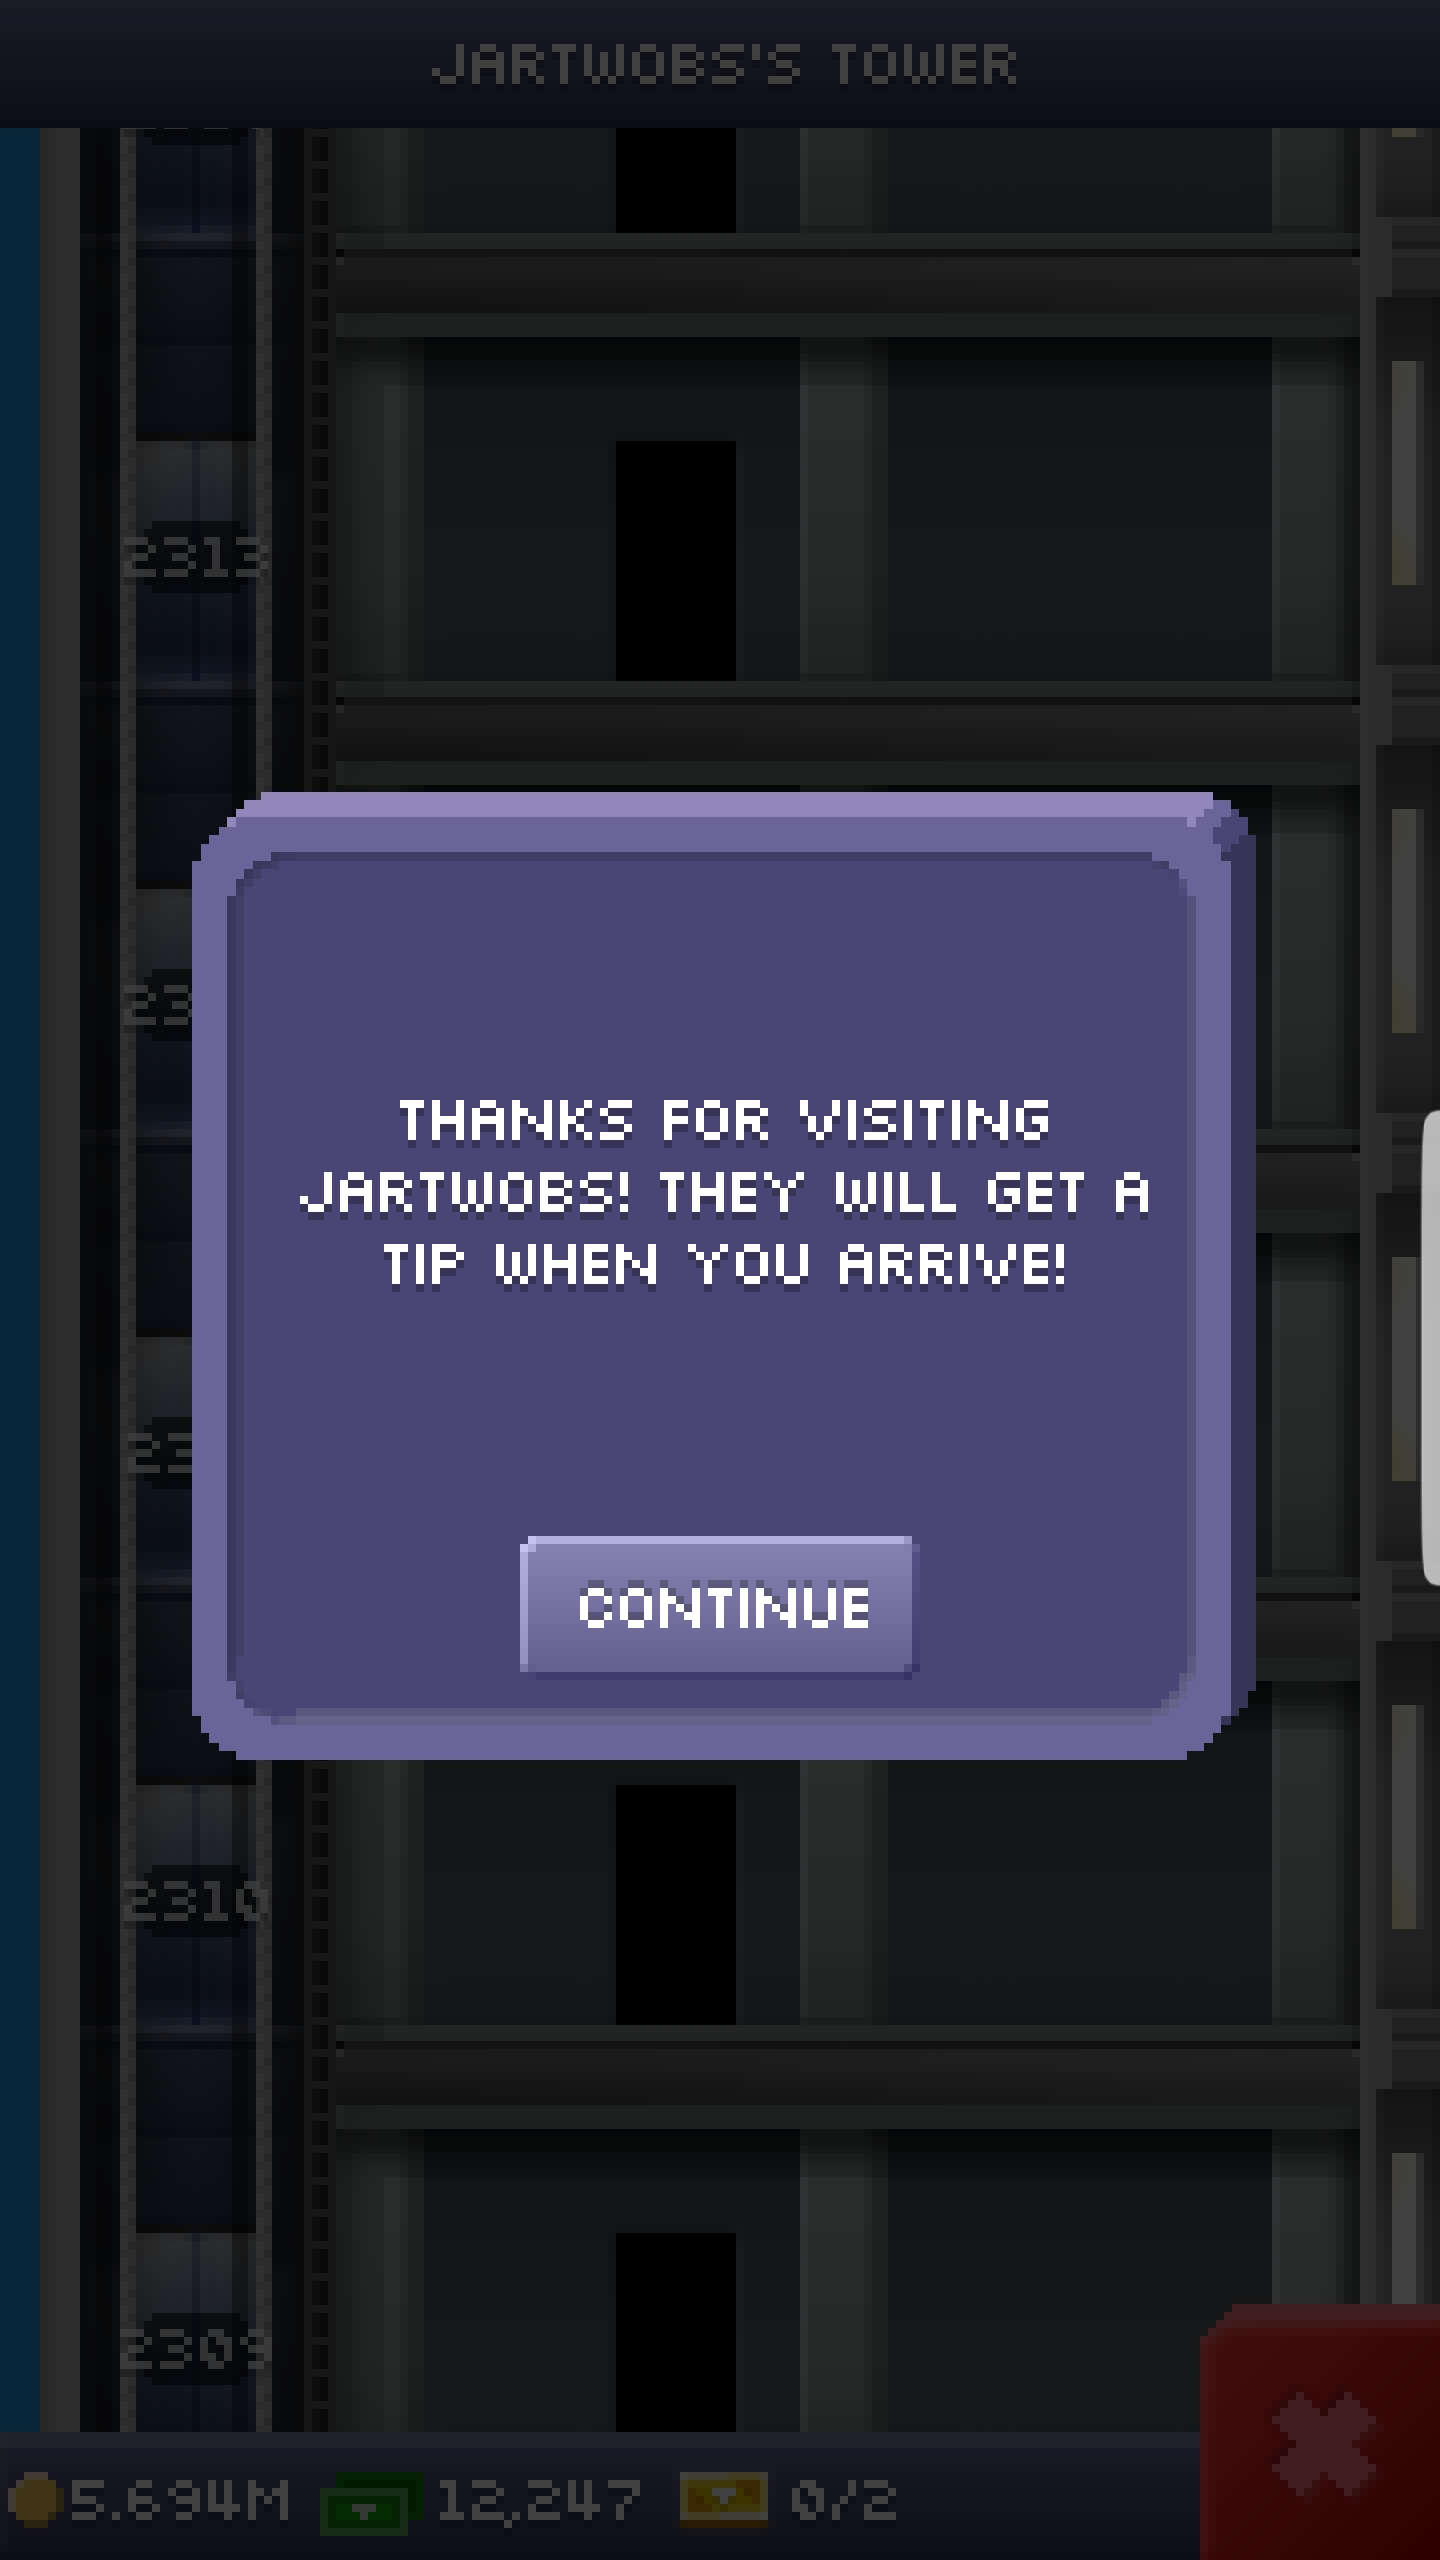 JARTWOBS'S TOWER
2313
THANKS FOR VISITING
JARTWOBS! THEY WILL GET A
TIP WHEN YOU ARRIVE!
CONTINUE
2310
2309
5.694M 12,247 0/2